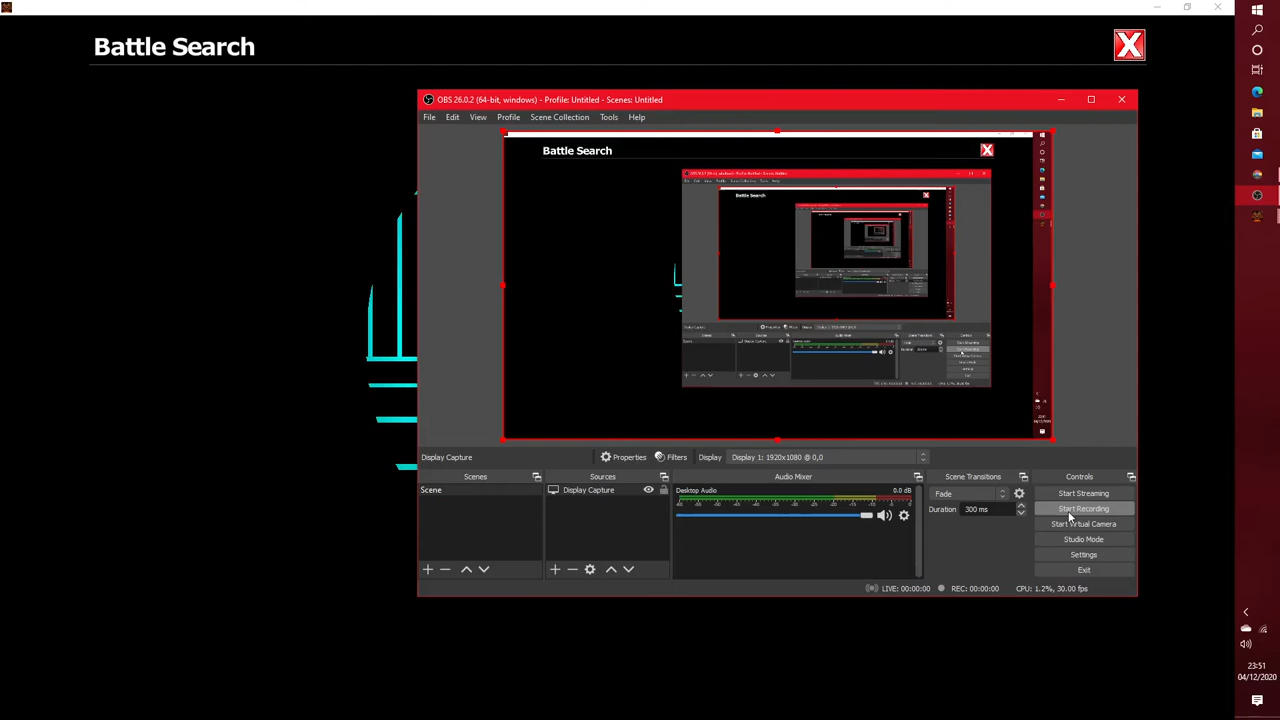 Battle Search
OBS 26.0.2 (64-bit, windows) - Profile: Untitled - Scenes: Untitled
File Edit View Profile Scene Collection Tools Help
Battle Search
Battle Search
Display Capture Properties Filters Display Display 1: 1920x1080 @ 0,0
Scenes Sources Audio Mixer Scene Transitions Controls
Scene
Display Capture
Desktop Audio 0.0 dB
Fade
Duration 300 ms
Start Streaming
Start Recording
Start Virtual Camera
Studio Mode
Settings
Exit
LIVE: 00:00:00 REC: 00:00:00 CPU: 1.2%, 30.00 fps
23:51
04/12/2020